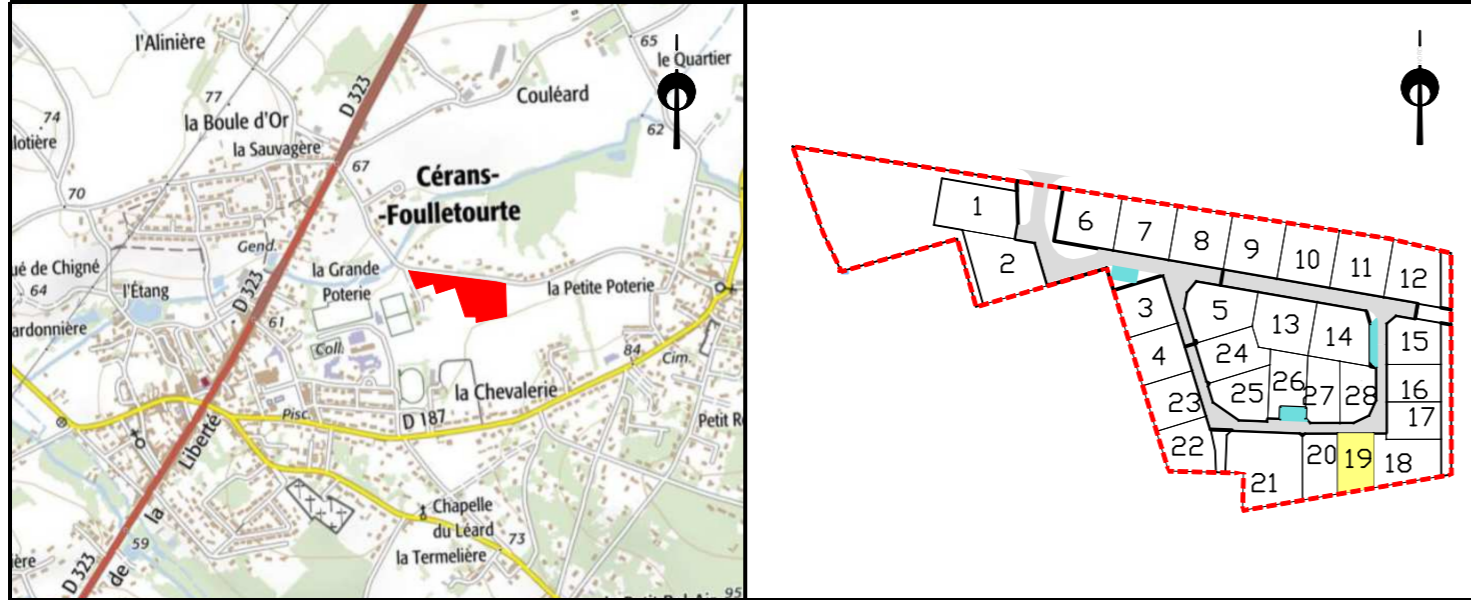 l'Alinière
65
le Quartier
D 323
Couléard
77
74
la Boule d'Or
62
lotière
la Sauvagère
67
Cérans-
-Foulletourte
70
Gend.
ué de Chigné
la Grande
Poterie
64
l'Étang
D 323
la Petite Poterie
ardonnière
61
Coll.
84
Cim.
la Chevalerie
Pisc.
D 187
Petit R
Liberté
la
de
Chapelle
du Léard
59
73
la Termelière
ière
D 323
95
1
2
6
7
8
9
10
11
12
3
5
13
14
15
4
24
26
16
25
27
28
17
23
22
20
19
18
21